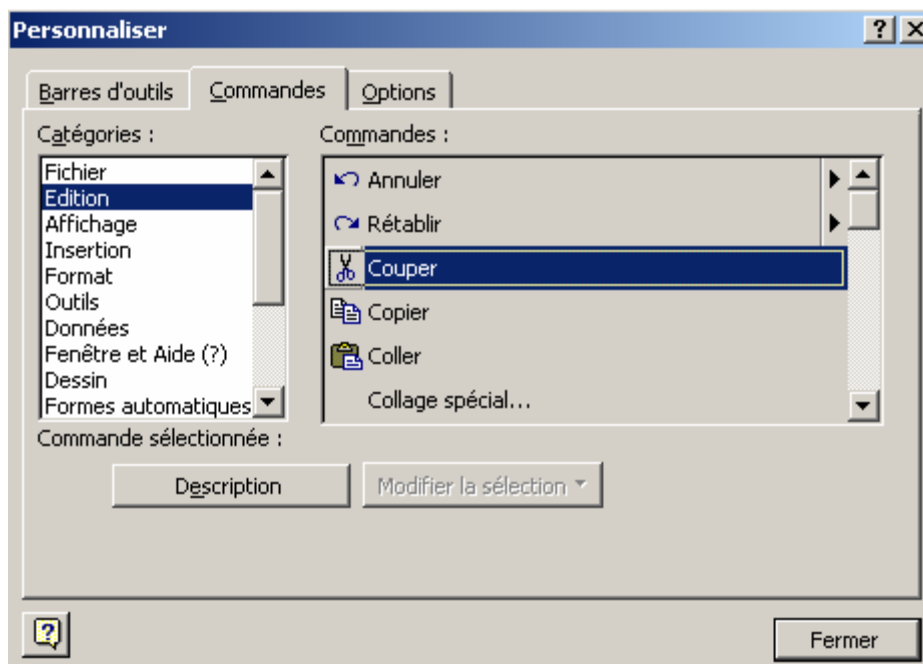 Personnaliser
Barres d'outils Commandes Options
Catégories :
Fichier
Edition
Affichage
Insertion
Format
Outils
Données
Fenêtre et Aide (?)
Dessin
Formes automatiques
Commandes :
Annuler
Rétablir
Couper
Copier
Coller
Collage spécial...
Commande sélectionnée :
Description Modifier la sélection
Fermer